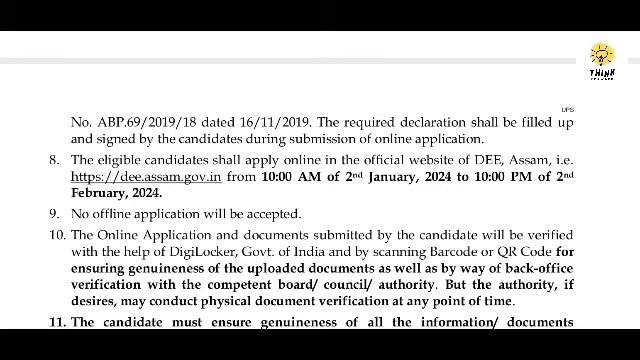 THINK
UPS
No. ABP.69/2019/18 dated 16/11/2019. The required declaration shall be filled up
and signed by the candidates during submission of online application.
8. The eligible candidates shall apply online in the official website of DEE, Assam, i.e.
https://dee.assam.gov.in from 10:00 AM of 2nd January, 2024 to 10:00 PM of 2nd
February, 2024.
9. No offline application will be accepted.
10. The Online Application and documents submitted by the candidate will be verified
with the help of DigiLocker, Govt. of India and by scanning Barcode or QR Code for
ensuring genuineness of the uploaded documents as well as by way of back-office
verification with the competent board/ council/ authority. But the authority, if
desires, may conduct physical document verification at any point of time.
11. The candidate must ensure genuineness of all the information/ documents